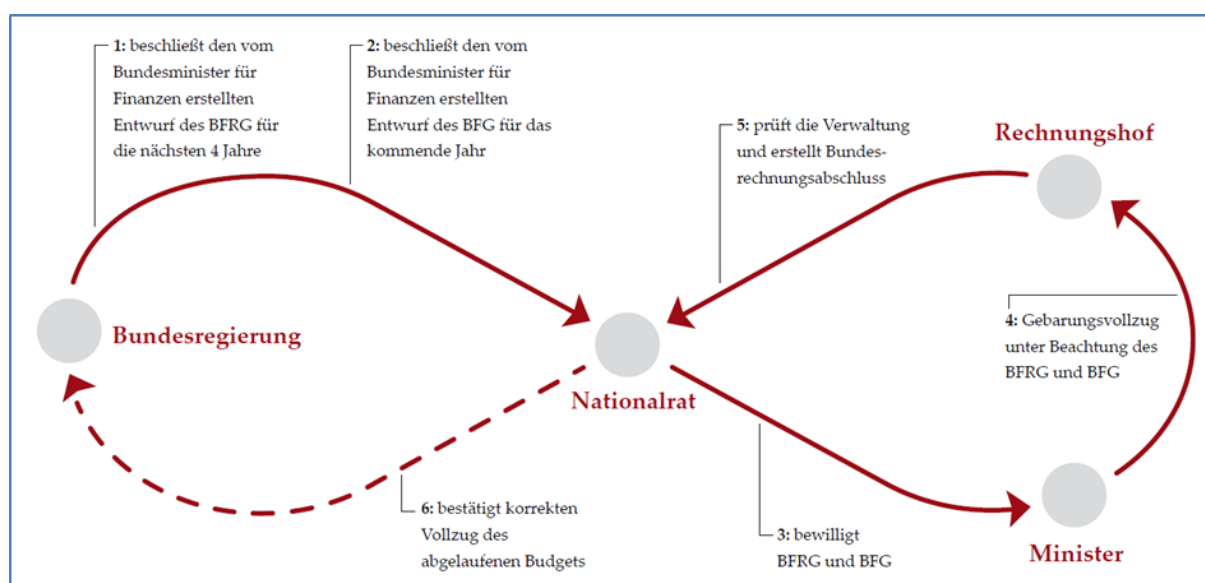 1: beschließt den vom
Bundesminister für
Finanzen erstellten
Entwurf des BFRG für
die nächsten 4 Jahre
2: beschließt den vom
Bundesminister für
Finanzen erstellten
Entwurf des BFG für das
kommende Jahr
5: prüft die Verwaltung
und erstellt Bundes-
rechnungsabschluss
Rechnungshof
Bundesregierung
4: Gebarungsvollzug
unter Beachtung des
BFRG und BFG
Nationalrat
6: bestätigt korrekten
Vollzug des
abgelaufenen Budgets
3: bewilligt
BFRG und BFG
Minister